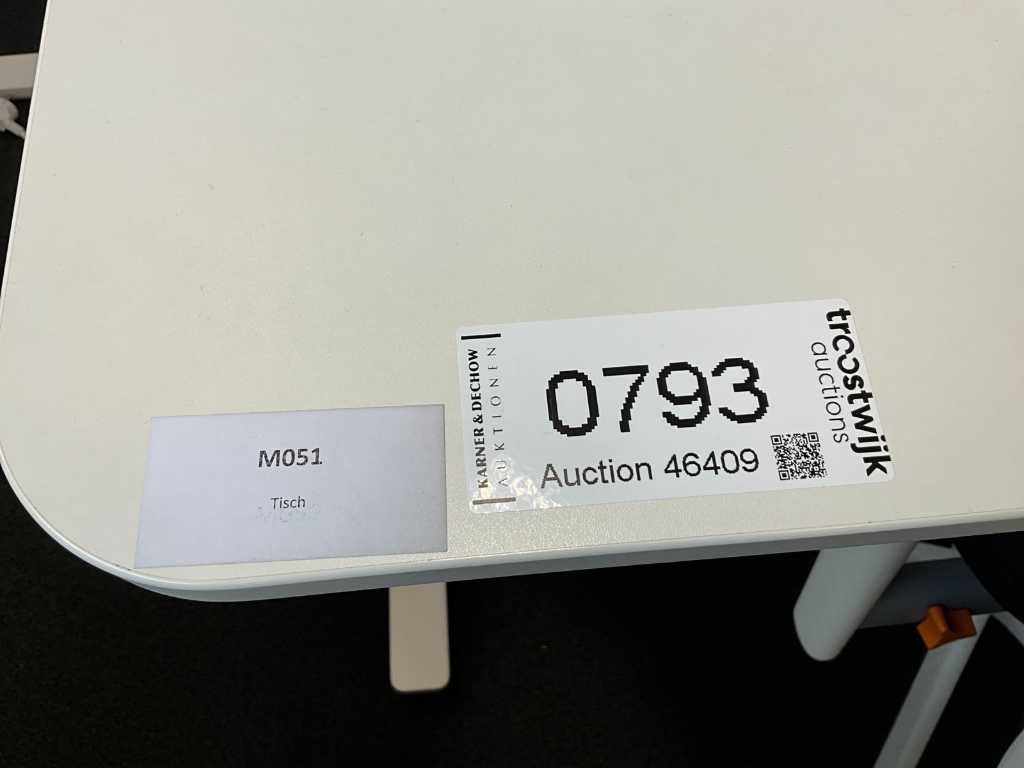 M051
Tisch
KARNER & DECHOW
AUKTIONEN
0793
Auction 46409
troostwijk
auctions